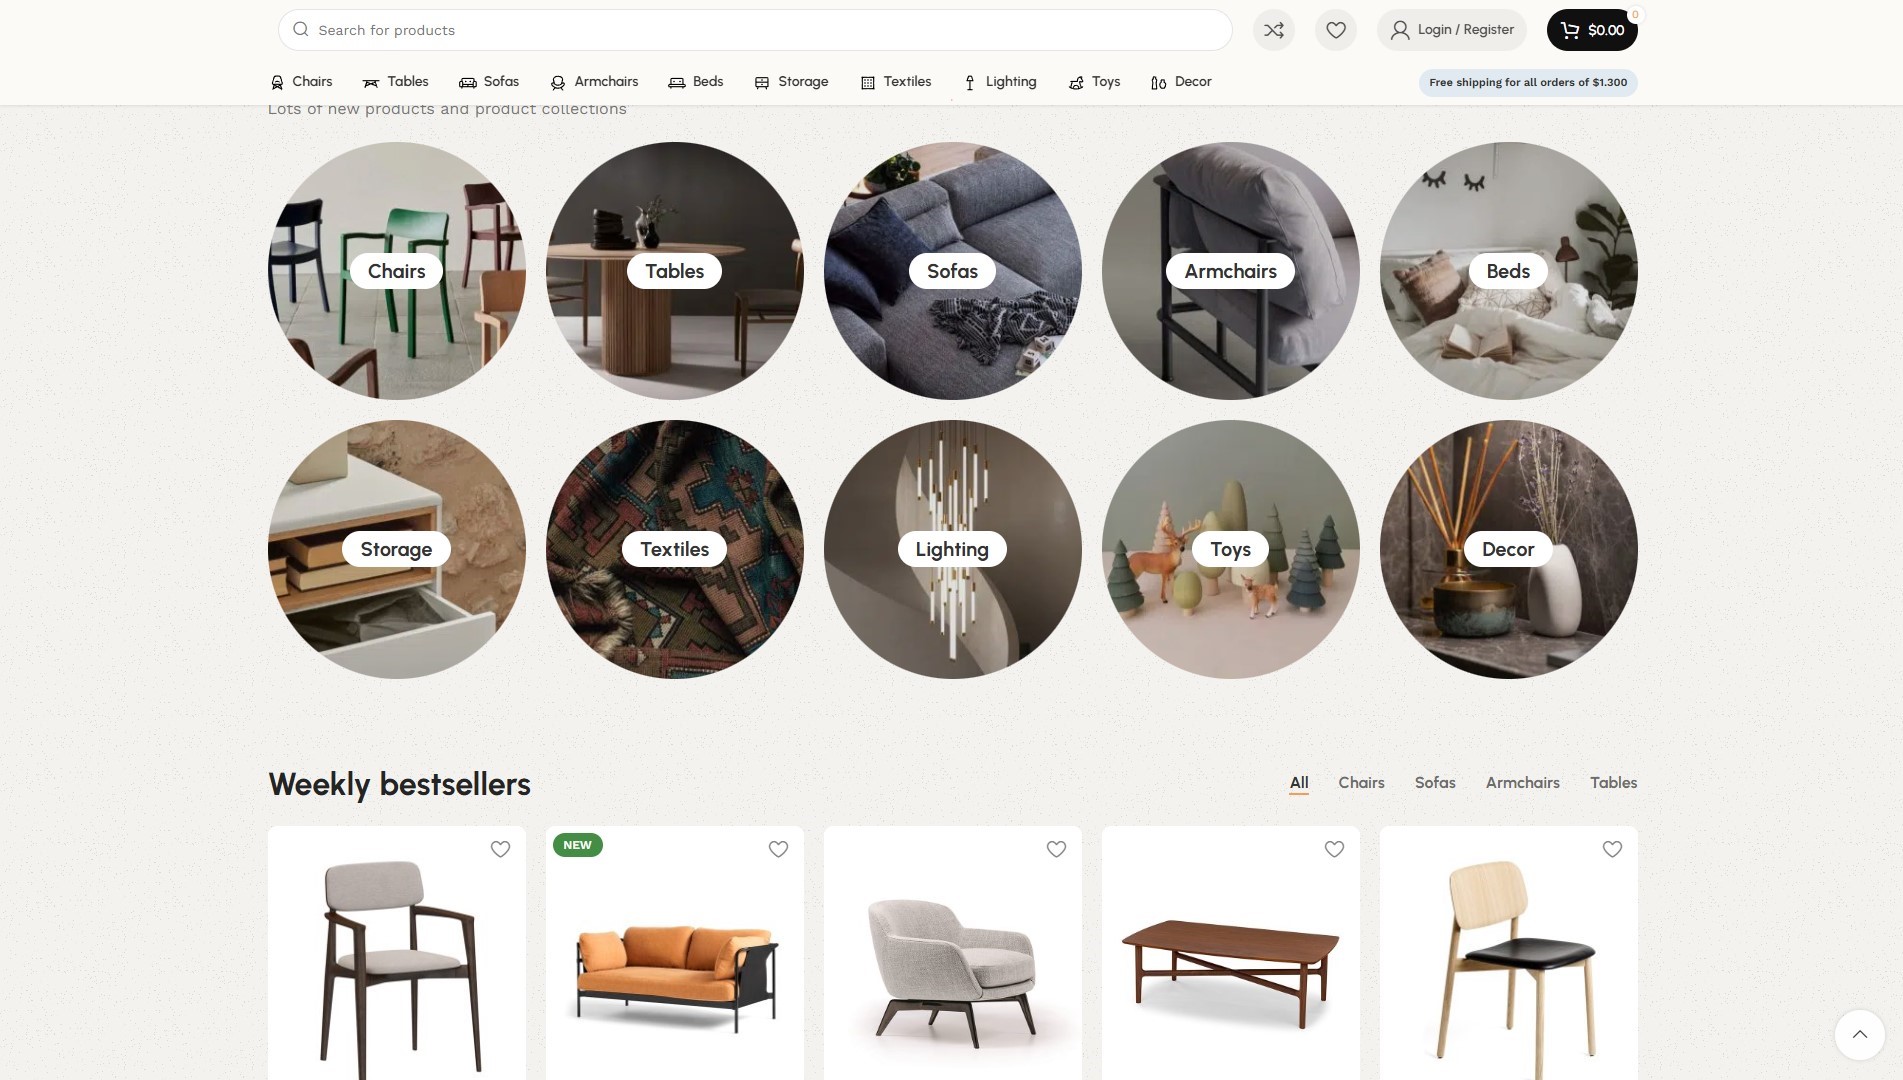 Search for products
Login / Register
0
$0.00
Chairs
Tables
Sofas
Armchairs
Beds
Storage
Textiles
Lighting
Toys
Decor
Free shipping for all orders of $1.300
Lots of new products and product collections
Chairs
Tables
Sofas
Armchairs
Beds
Storage
Textiles
Lighting
Toys
Decor
Weekly bestsellers
All
Chairs
Sofas
Armchairs
Tables
NEW